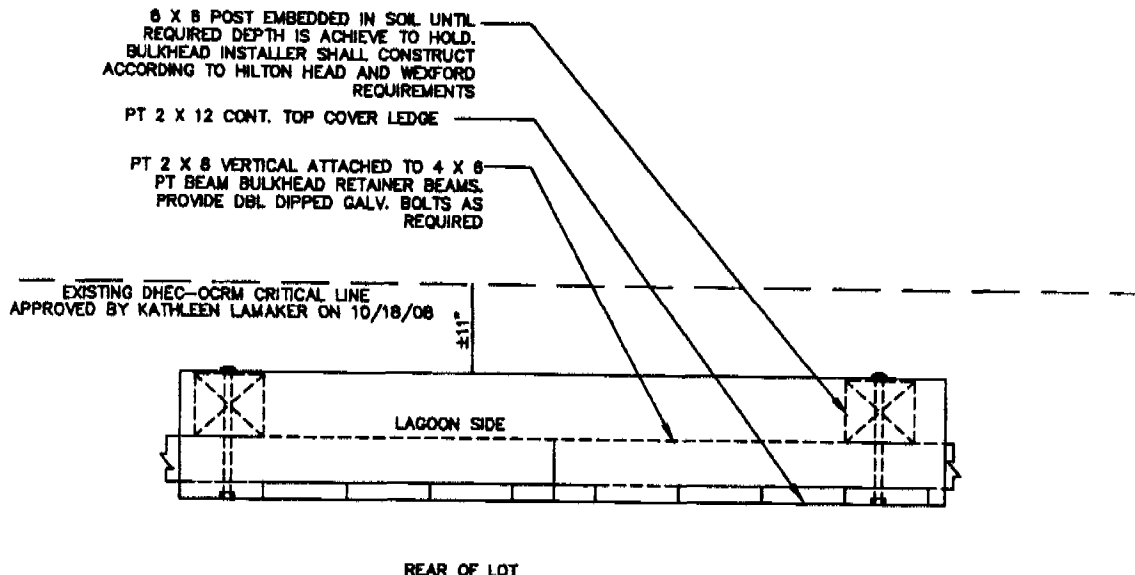 6 X 6 POST EMBEDDED IN SOIL UNTIL
REQUIRED DEPTH IS ACHIEVE TO HOLD.
BULKHEAD INSTALLER SHALL CONSTRUCT
ACCORDING TO HILTON HEAD AND WEXFORD
REQUIREMENTS
PT 2 X 12 CONT. TOP COVER LEDGE
PT 2 X 8 VERTICAL ATTACHED TO 4 X 6
PT BEAM BULKHEAD RETAINER BEAMS.
PROVIDE DBL DIPPED GALV. BOLTS AS
REQUIRED
EXISTING DHEC-OCRM CRITICAL LINE
APPROVED BY KATHLEEN LAMAKER ON 10/18/08
±11"
LAGOON SIDE
REAR OF LOT